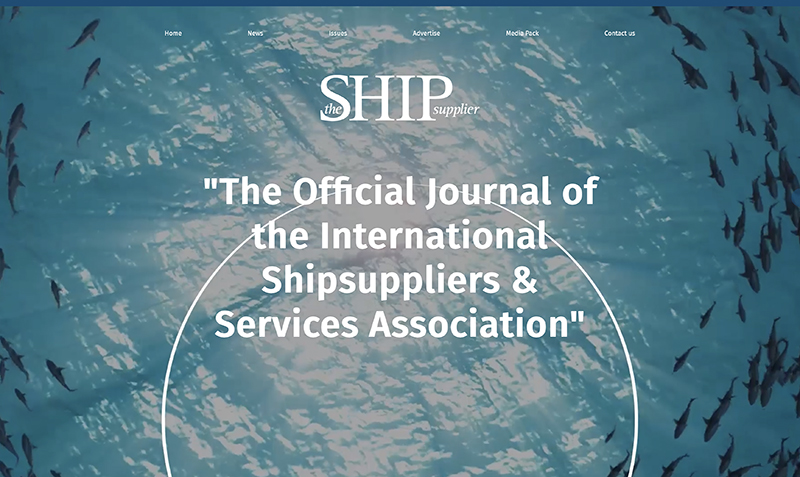 Home News Issues Advertise Media Pack Contact us
the SHIP supplier
"The Official Journal of
the International
Shipsuppliers &
Services Association"